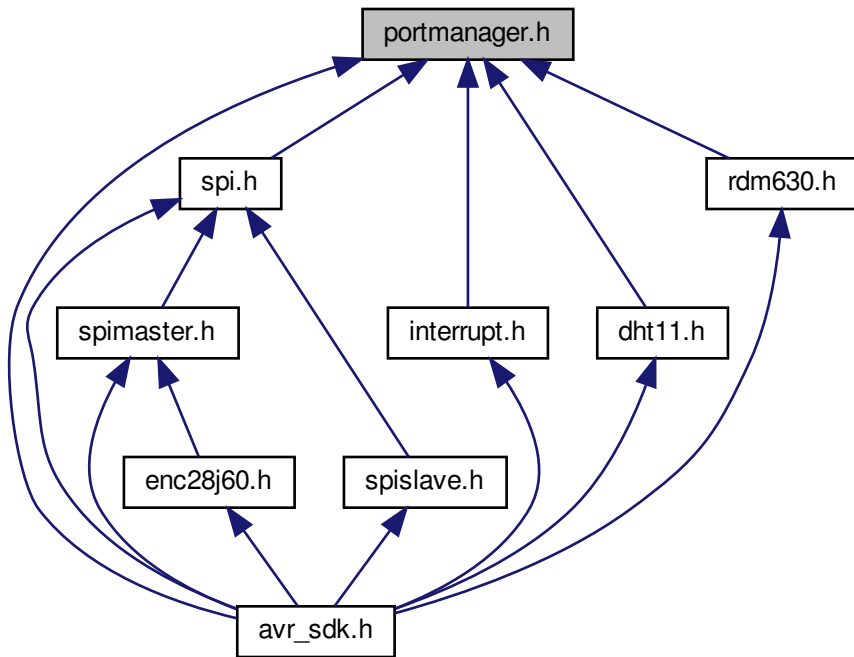 portmanager.h
spi.h
rdm630.h
spimaster.h
interrupt.h
dht11.h
enc28j60.h
spislave.h
avr_sdk.h